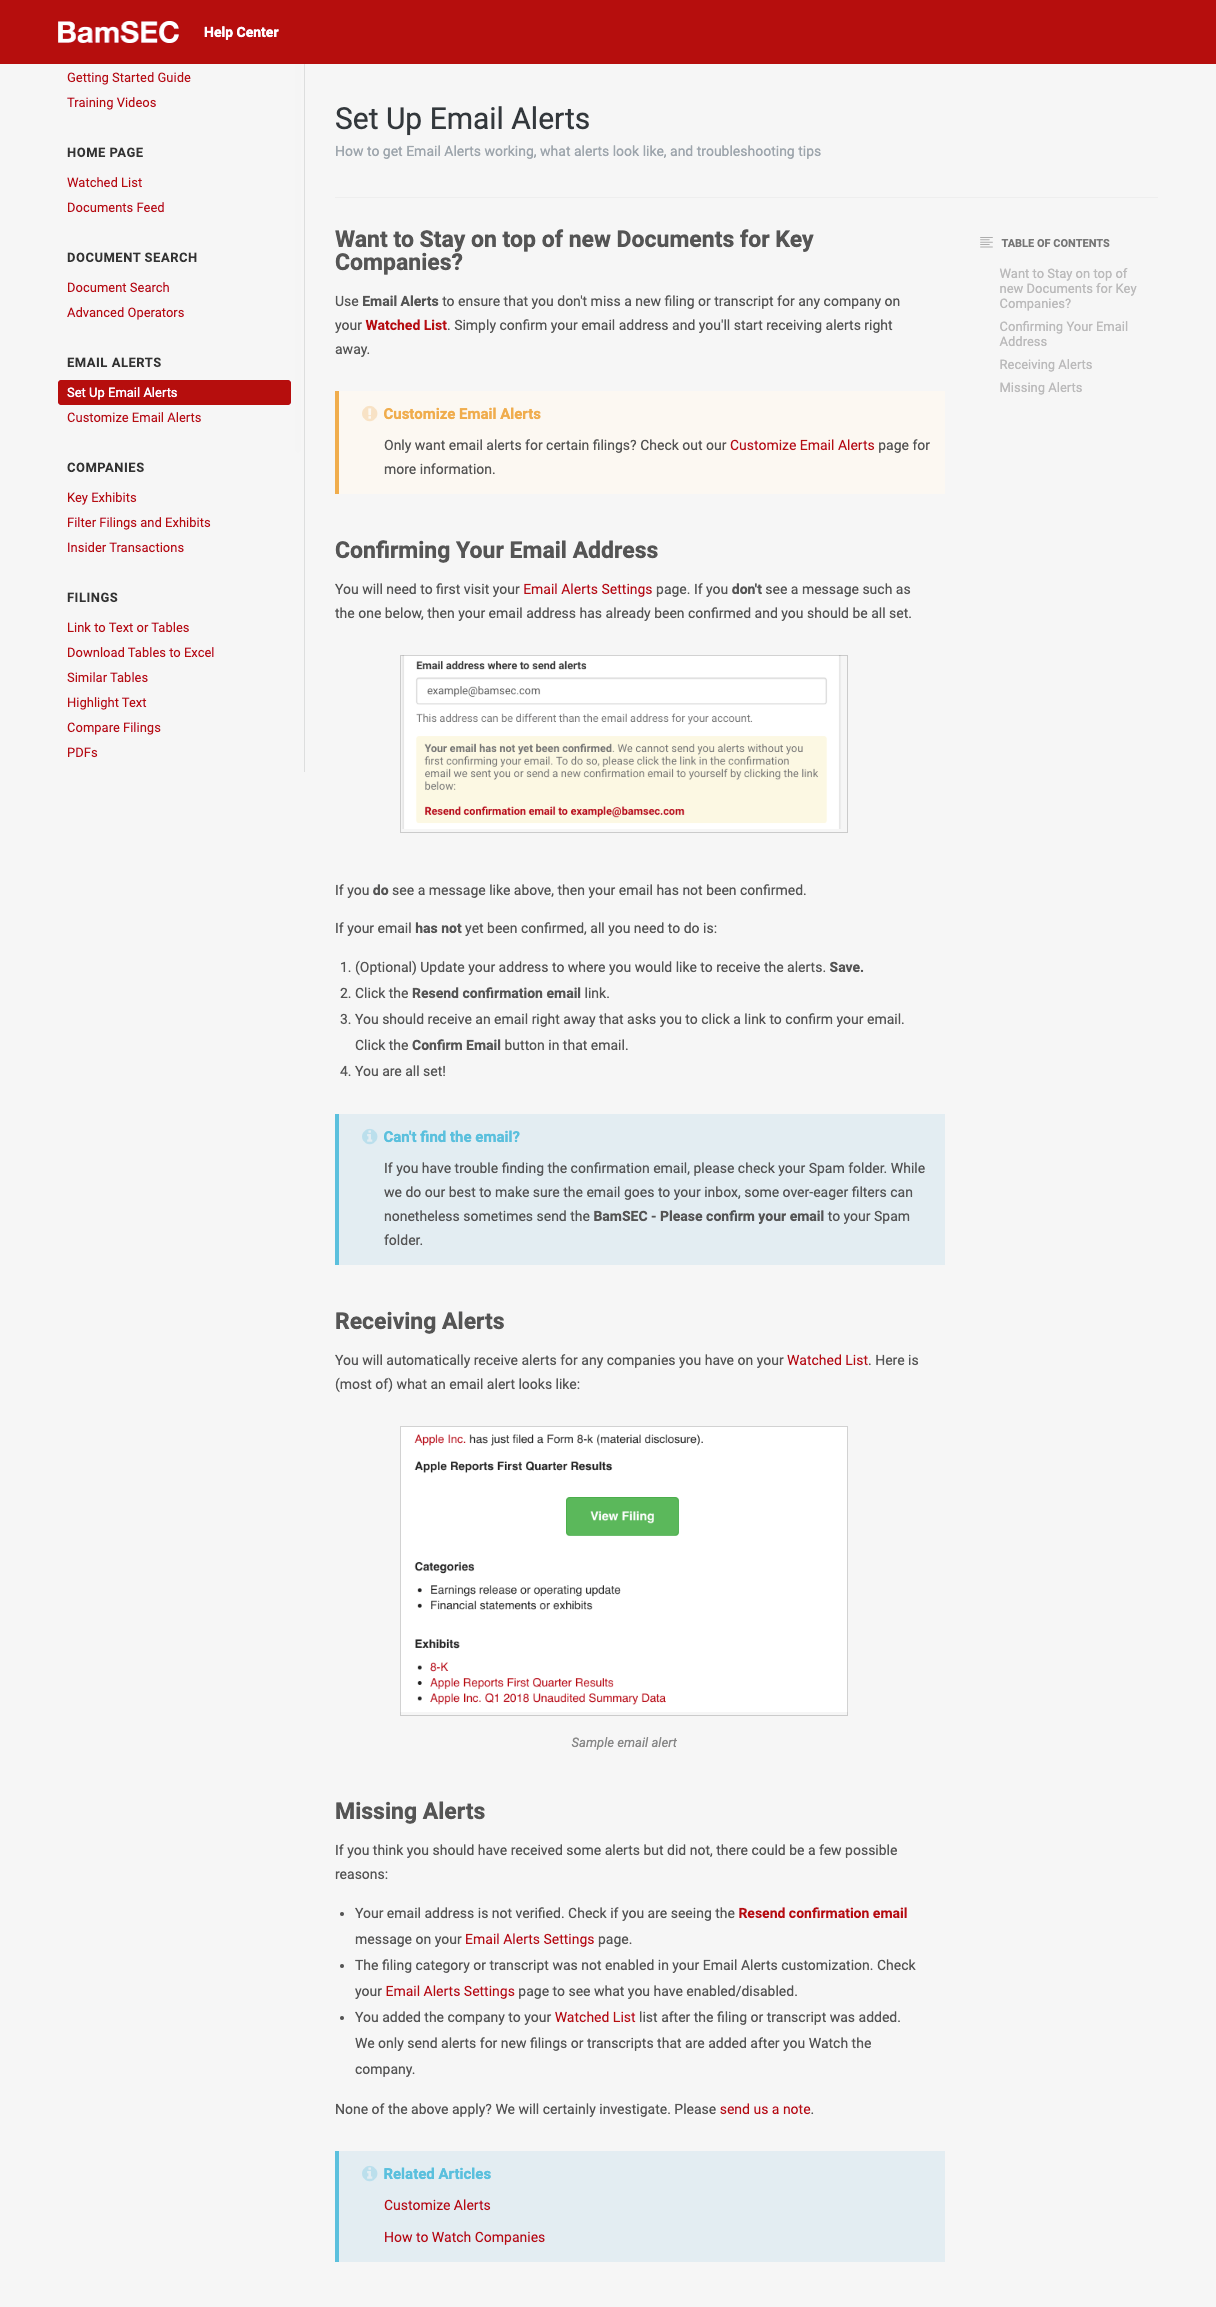 BamSEC Help Center
Getting Started Guide
Training Videos
HOME PAGE
Watched List
Documents Feed
DOCUMENT SEARCH
Document Search
Advanced Operators
EMAIL ALERTS
Set Up Email Alerts
Customize Email Alerts
COMPANIES
Key Exhibits
Filter Filings and Exhibits
Insider Transactions
FILINGS
Link to Text or Tables
Download Tables to Excel
Similar Tables
Highlight Text
Compare Filings
PDFs
Set Up Email Alerts
How to get Email Alerts working, what alerts look like, and troubleshooting tips
Want to Stay on top of new Documents for Key
Companies?
Use Email Alerts to ensure that you don't miss a new filing or transcript for any company on
your Watched List. Simply confirm your email address and you'll start receiving alerts right
away.
Customize Email Alerts
Only want email alerts for certain filings? Check out our Customize Email Alerts page for
more information.
Confirming Your Email Address
You will need to first visit your Email Alerts Settings page. If you don't see a message such as
the one below, then your email address has already been confirmed and you should be all set.
Email address where to send alerts
example@bamsec.com
This address can be different than the email address for your account.
Your email has not yet been confirmed. We cannot send you alerts without you
first confirming your email. To do so, please click the link in the confirmation
email we sent you or send a new confirmation email to yourself by clicking the link
below:
Resend confirmation email to example@bamsec.com
If you do see a message like above, then your email has not been confirmed.
If your email has not yet been confirmed, all you need to do is:
1. (Optional) Update your address to where you would like to receive the alerts. Save.
2. Click the Resend confirmation email link.
3. You should receive an email right away that asks you to click a link to confirm your email.
Click the Confirm Email button in that email.
4. You are all set!
Can't find the email?
If you have trouble finding the confirmation email, please check your Spam folder. While
we do our best to make sure the email goes to your inbox, some over-eager filters can
nonetheless sometimes send the BamSEC - Please confirm your email to your Spam
folder.
Receiving Alerts
You will automatically receive alerts for any companies you have on your Watched List. Here is
(most of) what an email alert looks like:
Apple Inc. has just filed a Form 8-k (material disclosure).
Apple Reports First Quarter Results
View Filing
Categories
• Earnings release or operating update
• Financial statements or exhibits
Exhibits
• 8-K
• Apple Reports First Quarter Results
• Apple Inc. Q1 2018 Unaudited Summary Data
Sample email alert
Missing Alerts
If you think you should have received some alerts but did not, there could be a few possible
reasons:
• Your email address is not verified. Check if you are seeing the Resend confirmation email
message on your Email Alerts Settings page.
• The filing category or transcript was not enabled in your Email Alerts customization. Check
your Email Alerts Settings page to see what you have enabled/disabled.
• You added the company to your Watched List list after the filing or transcript was added.
We only send alerts for new filings or transcripts that are added after you Watch the
company.
None of the above apply? We will certainly investigate. Please send us a note.
Related Articles
Customize Alerts
How to Watch Companies
TABLE OF CONTENTS
Want to Stay on top of
new Documents for Key
Companies?
Confirming Your Email
Address
Receiving Alerts
Missing Alerts